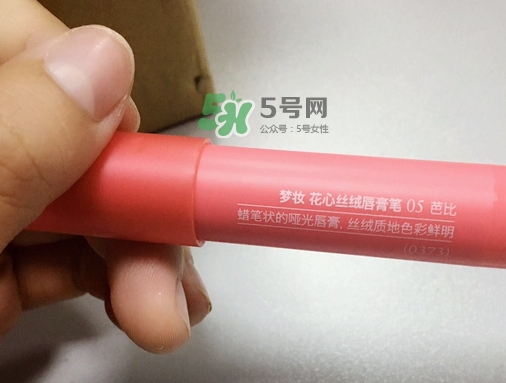 5号网
公众号：5号女性
梦妆 花心丝绒唇膏笔 05 芭比
蜡笔状的哑光唇膏, 丝绒质地色彩鲜明
(0373)